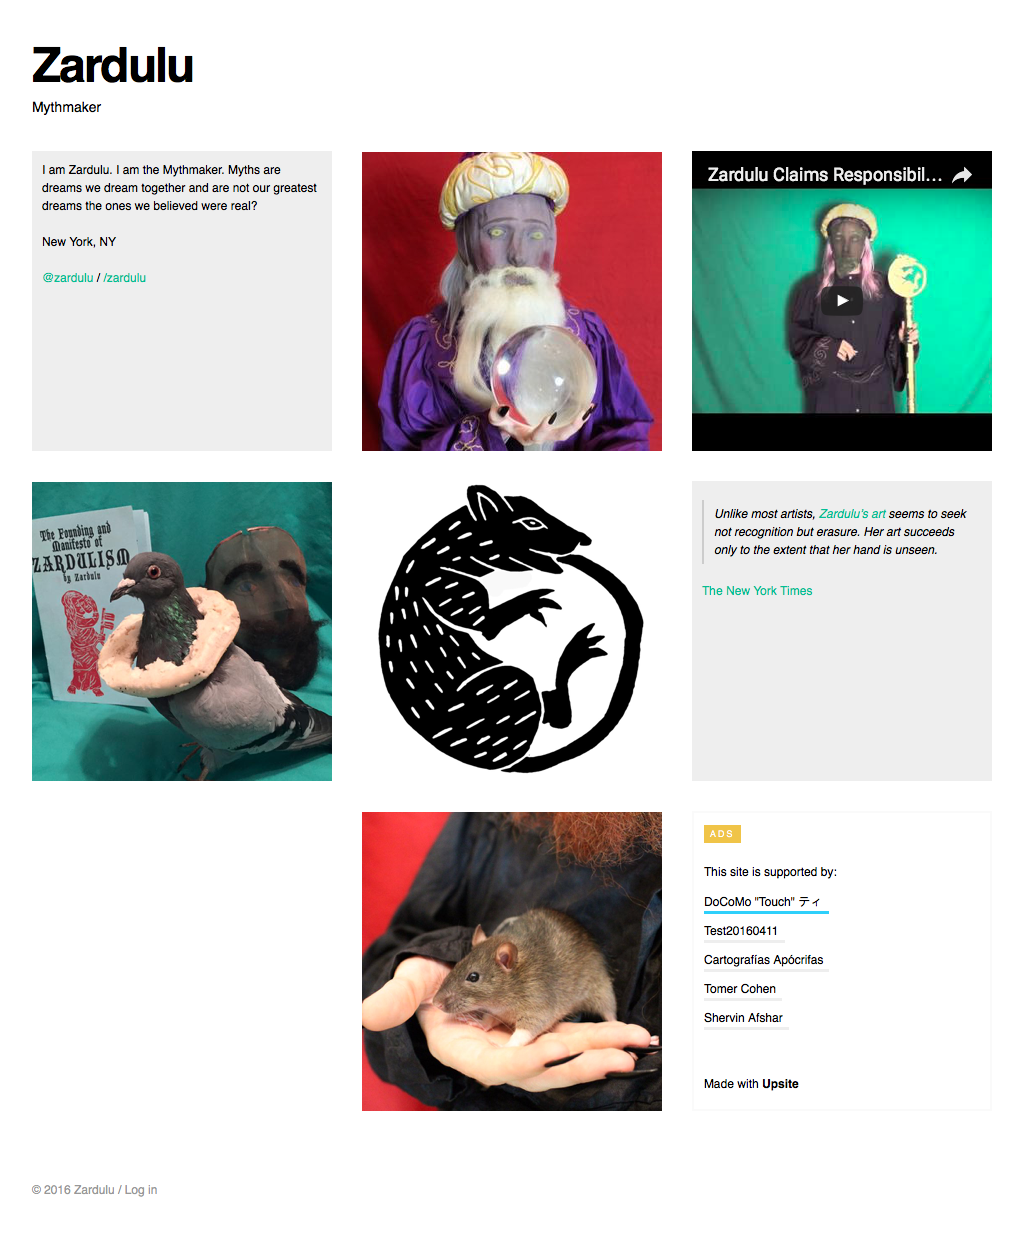 Zardulu
Mythmaker
I am Zardulu. I am the Mythmaker. Myths are
dreams we dream together and are not our greatest
dreams the ones we believed were real?
New York, NY
@zardulu / /zardulu
Zardulu Claims Responsibil...
The Founding and
Manifesto of
ZARDULISM
by Zardulu
Unlike most artists, Zardulu's art seems to seek
not recognition but erasure. Her art succeeds
only to the extent that her hand is unseen.
The New York Times
ADS
This site is supported by:
DoCoMo "Touch" ティ
Test20160411
Cartografías Apócrifas
Tomer Cohen
Shervin Afshar
Made with Upsite
© 2016 Zardulu / Log in